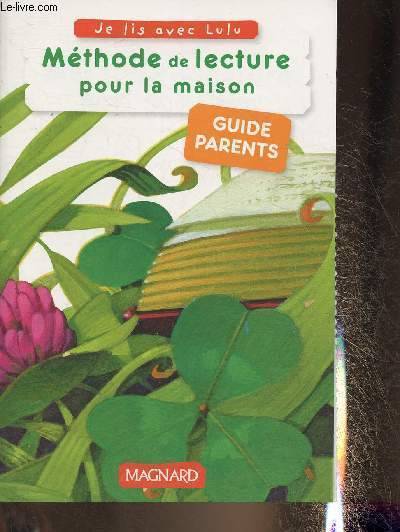 Le-livre.com
Je lis avec Lulu
Méthode de lecture
pour la maison
GUIDE
PARENTS
MAGNARD